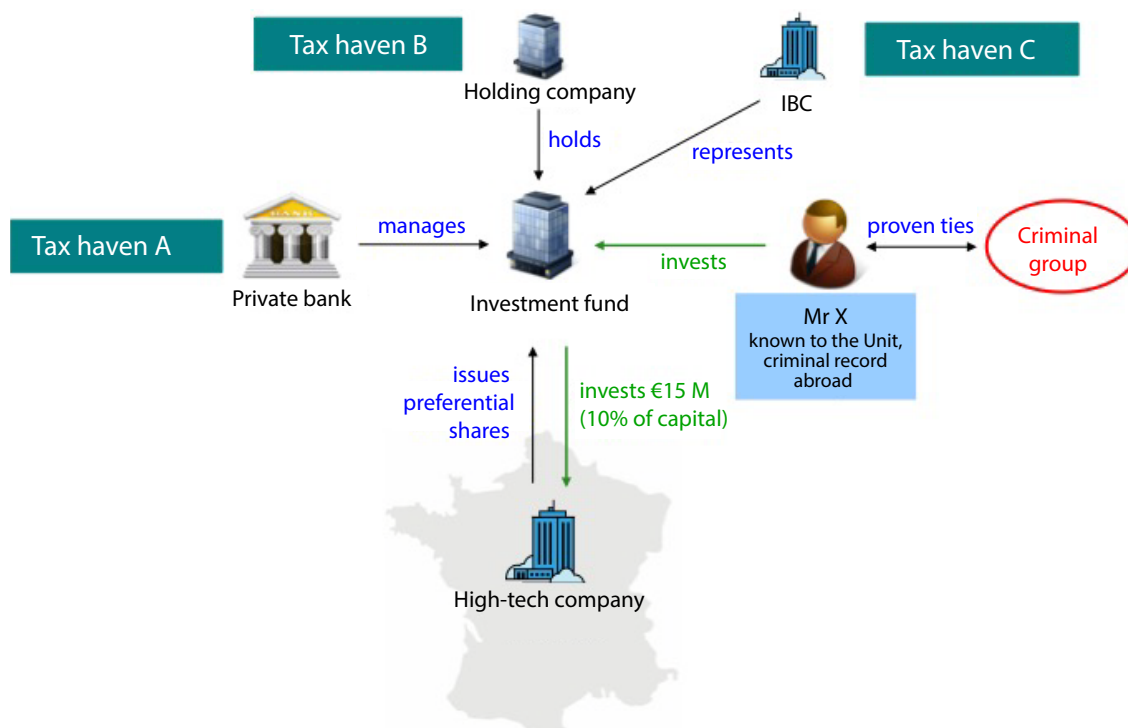 Tax haven B
Tax haven C
Holding company
IBC
holds
represents
Tax haven A
BANK
manages
invests
proven ties
Criminal
group
Private bank
Investment fund
Mr X
known to the Unit,
criminal record
abroad
issues
preferential
shares
invests €15 M
(10% of capital)
High-tech company